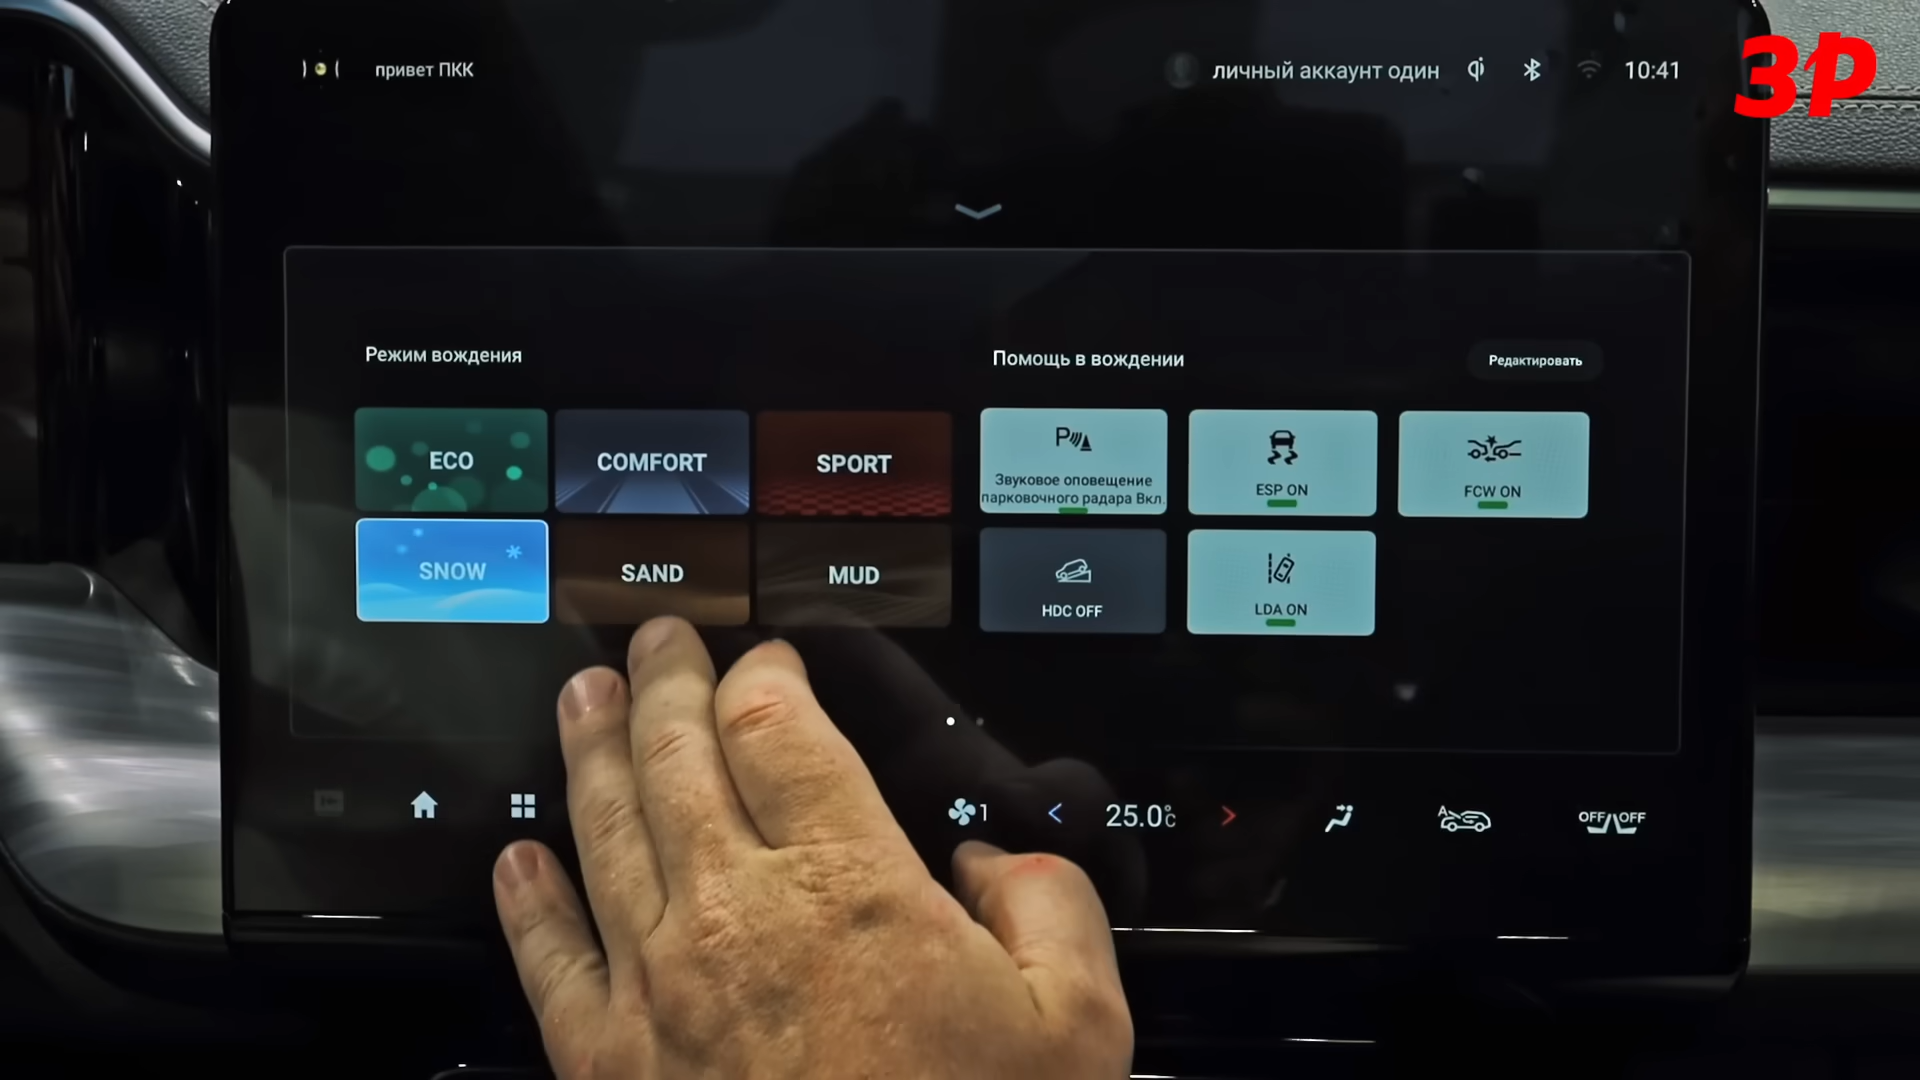 привет ПКК
личный аккаунт один
10:41
ЗР
Режим вождения
Помощь в вождении
Редактировать
ECO
COMFORT
SPORT
Звуковое оповещение
парковочного радара Вкл.
ESP ON
FCW ON
SNOW
SAND
MUD
HDC OFF
LDA ON
1
25.0°C
A
OFF OFF